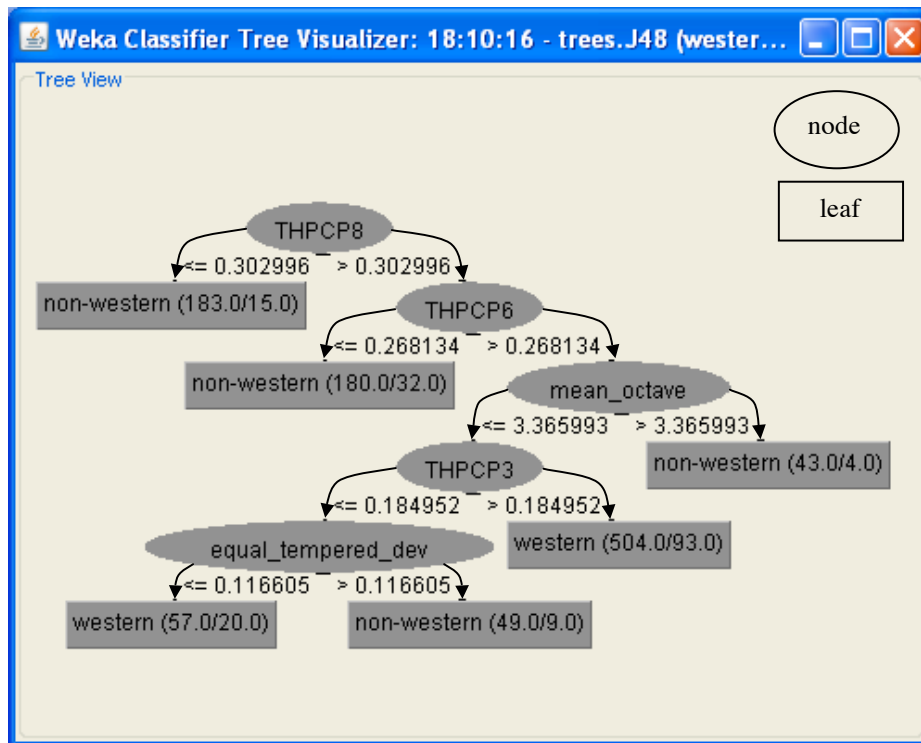 Weka Classifier Tree Visualizer: 18:10:16 - trees.J48 (wester...
Tree View
node
leaf
THPCP8
<= 0.302996 > 0.302996
non-western (183.0/15.0)
THPCP6
<= 0.268134 > 0.268134
non-western (180.0/32.0)
mean_octave
<= 3.365993 > 3.365993
THPCP3
non-western (43.0/4.0)
<= 0.184952 > 0.184952
equal_tempered_dev
western (504.0/93.0)
<= 0.116605 > 0.116605
western (57.0/20.0)
non-western (49.0/9.0)